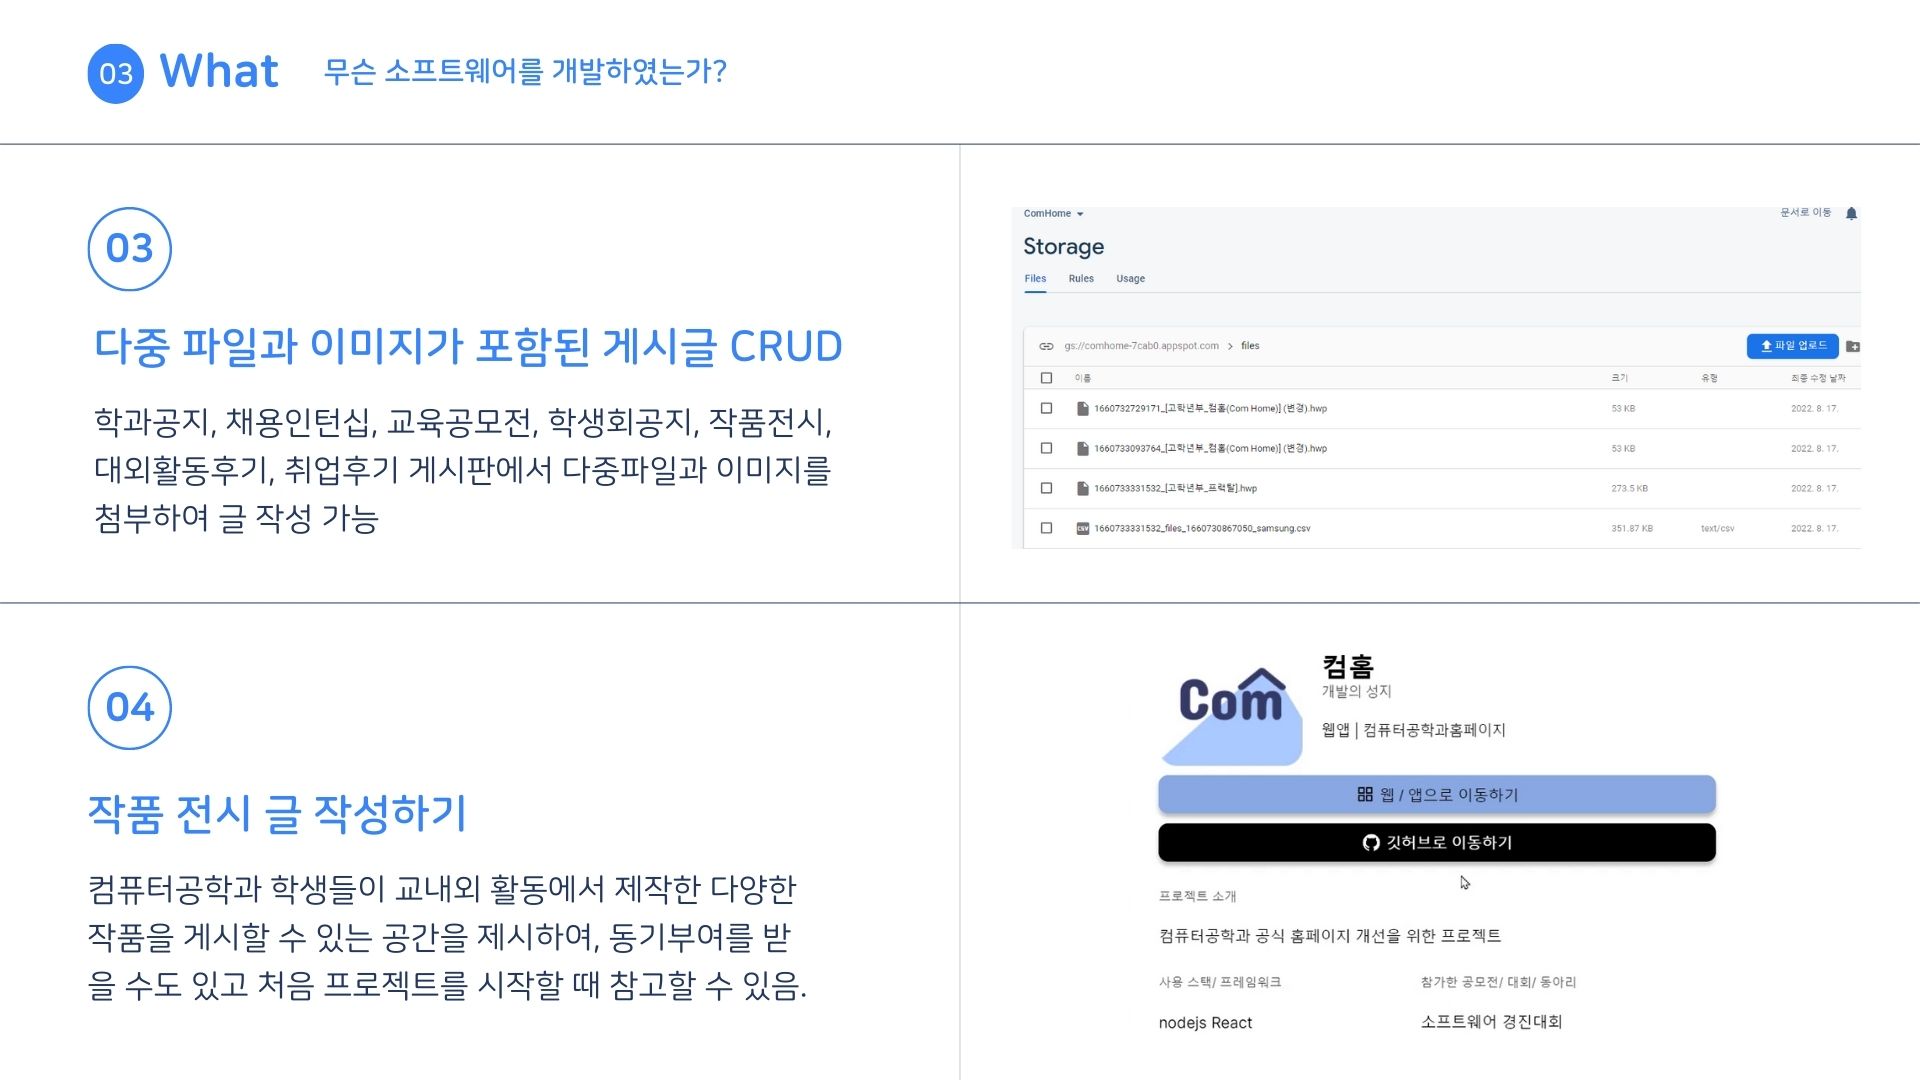 03 What 무슨 소프트웨어를 개발하였는가?
03
다중 파일과 이미지가 포함된 게시글 CRUD
학과공지, 채용인턴십, 교육공모전, 학생회공지, 작품전시,
대외활동후기, 취업후기 게시판에서 다중파일과 이미지를
첨부하여 글 작성 가능
ComHome 문서로 이동
Storage
Files Rules Usage
gs://comhome-7cab0.appspot.com > files 파일 업로드
이름 크기 유형 최종 수정 날짜
1660732729171_[고학년부_컴홈(Com Home)] (변경).hwp 53 KB 2022. 8. 17.
1660733093764_[고학년부_컴홈(Com Home)] (변경).hwp 53 KB 2022. 8. 17.
1660733331532_[고학년부_프랙탈].hwp 273.5 KB 2022. 8. 17.
CSV 1660733331532_files_1660730867050_samsung.csv 351.87 KB text/csv 2022. 8. 17.
04
작품 전시 글 작성하기
컴퓨터공학과 학생들이 교내외 활동에서 제작한 다양한
작품을 게시할 수 있는 공간을 제시하여, 동기부여를 받
을 수도 있고 처음 프로젝트를 시작할 때 참고할 수 있음.
Com
컴홈
개발의 성지
웹앱 | 컴퓨터공학과홈페이지
웹 / 앱으로 이동하기
깃허브로 이동하기
프로젝트 소개
컴퓨터공학과 공식 홈페이지 개선을 위한 프로젝트
사용 스택/ 프레임워크 참가한 공모전/ 대회/ 동아리
nodejs React 소프트웨어 경진대회